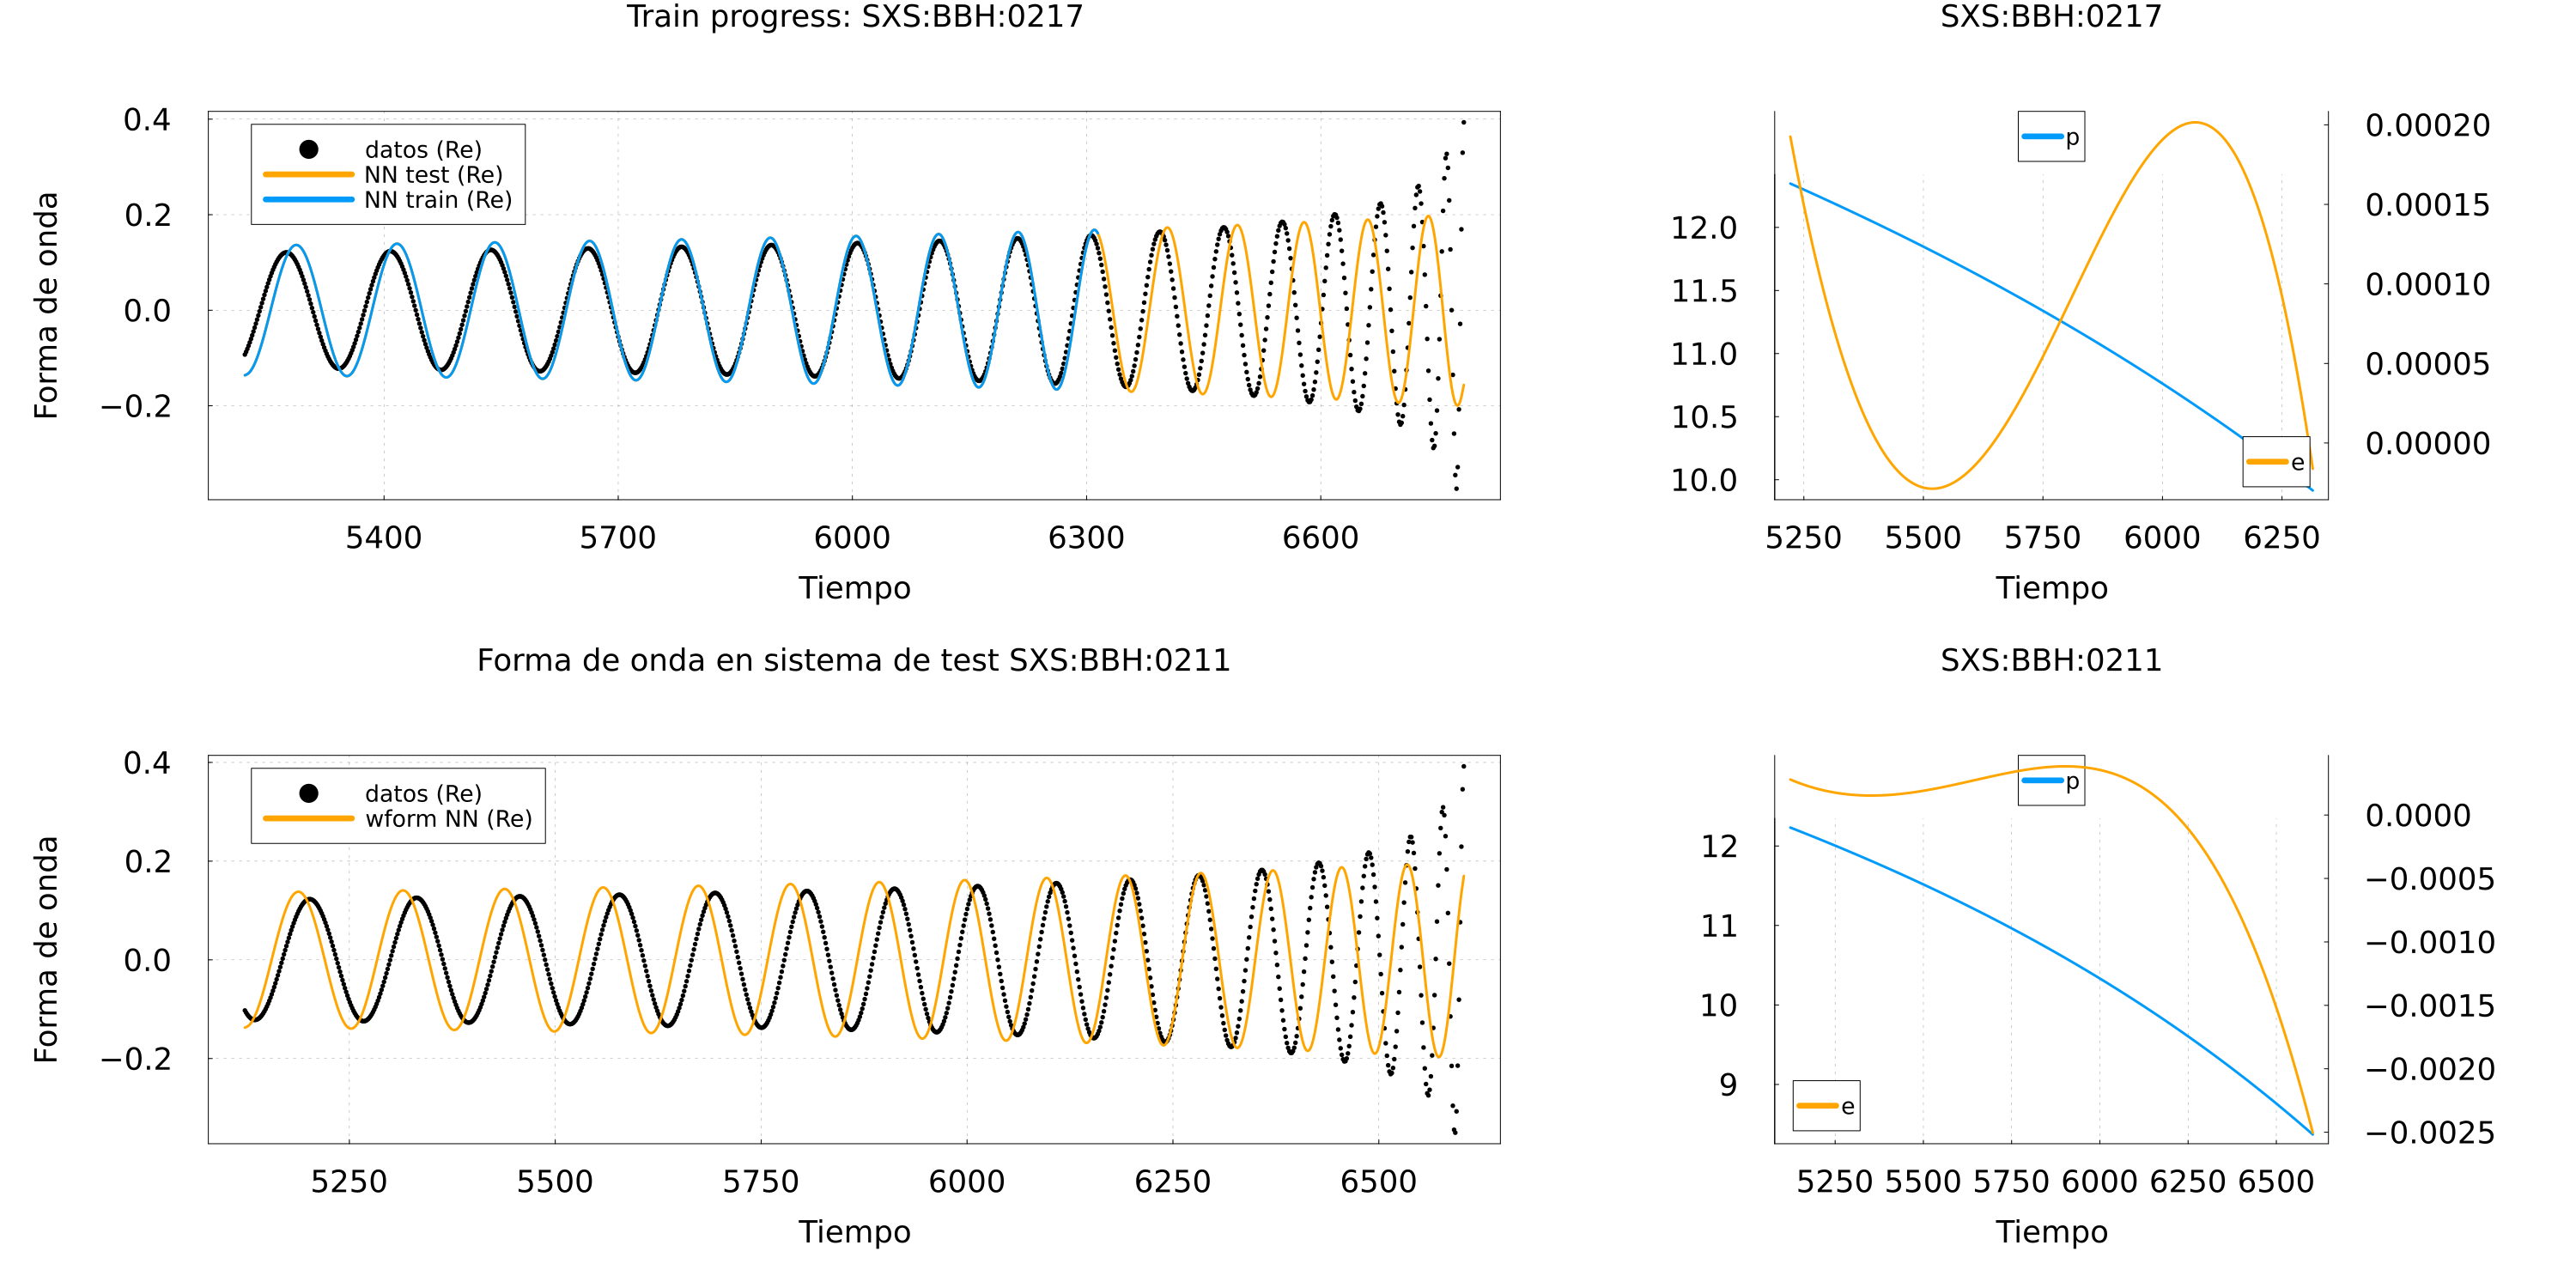 Train progress: SXS:BBH:0217
Forma de onda
0.4
0.2
0.0
−0.2
datos (Re)
NN test (Re)
NN train (Re)
5400 5700 6000 6300 6600
Tiempo
SXS:BBH:0217
12.0
11.5
11.0
10.5
10.0
p
e
0.00020
0.00015
0.00010
0.00005
0.00000
5250 5500 5750 6000 6250
Tiempo
Forma de onda en sistema de test SXS:BBH:0211
Forma de onda
0.4
0.2
0.0
−0.2
datos (Re)
wform NN (Re)
5250 5500 5750 6000 6250 6500
Tiempo
SXS:BBH:0211
12
11
10
9
p
e
0.0000
−0.0005
−0.0010
−0.0015
−0.0020
−0.0025
5250 5500 5750 6000 6250 6500
Tiempo